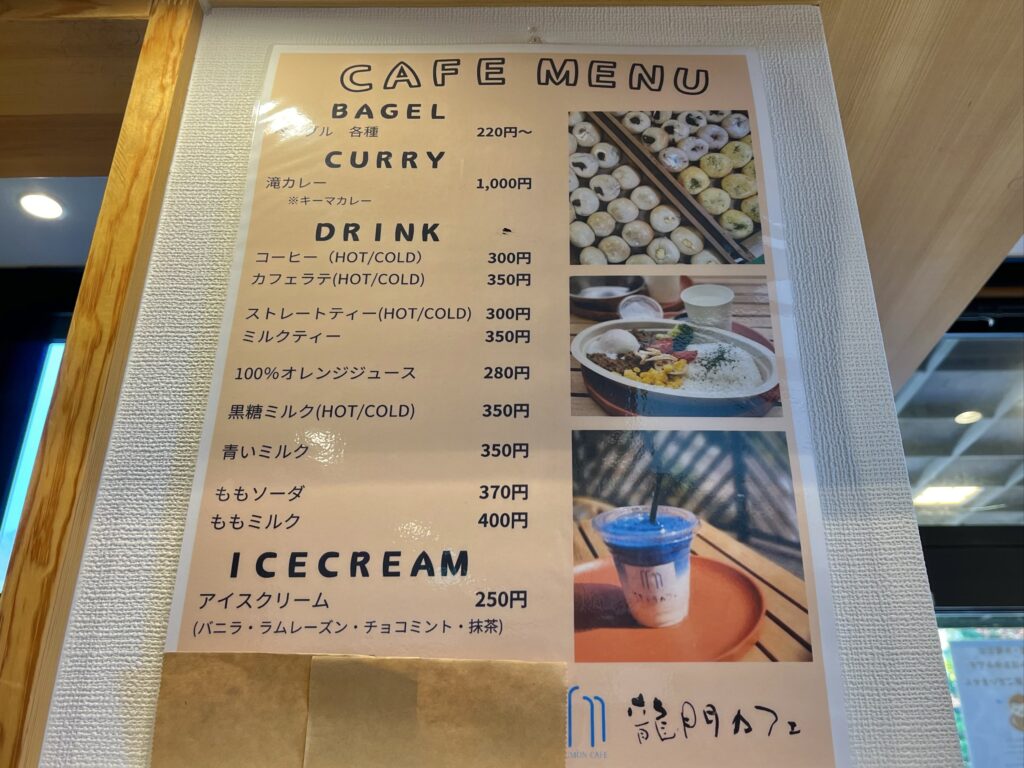 CAFE MENU
BAGEL
各種 220円〜
CURRY
滝カレー 1,000円
※キーマカレー
DRINK
コーヒー（HOT/COLD） 300円
カフェラテ(HOT/COLD) 350円
ストレートティー(HOT/COLD) 300円
ミルクティー 350円
100%オレンジジュース 280円
黒糖ミルク(HOT/COLD) 350円
青いミルク 350円
ももソーダ 370円
ももミルク 400円
ICECREAM
アイスクリーム 250円
(バニラ・ラムレーズン・チョコミント・抹茶)
龍門カフェ
CAFE